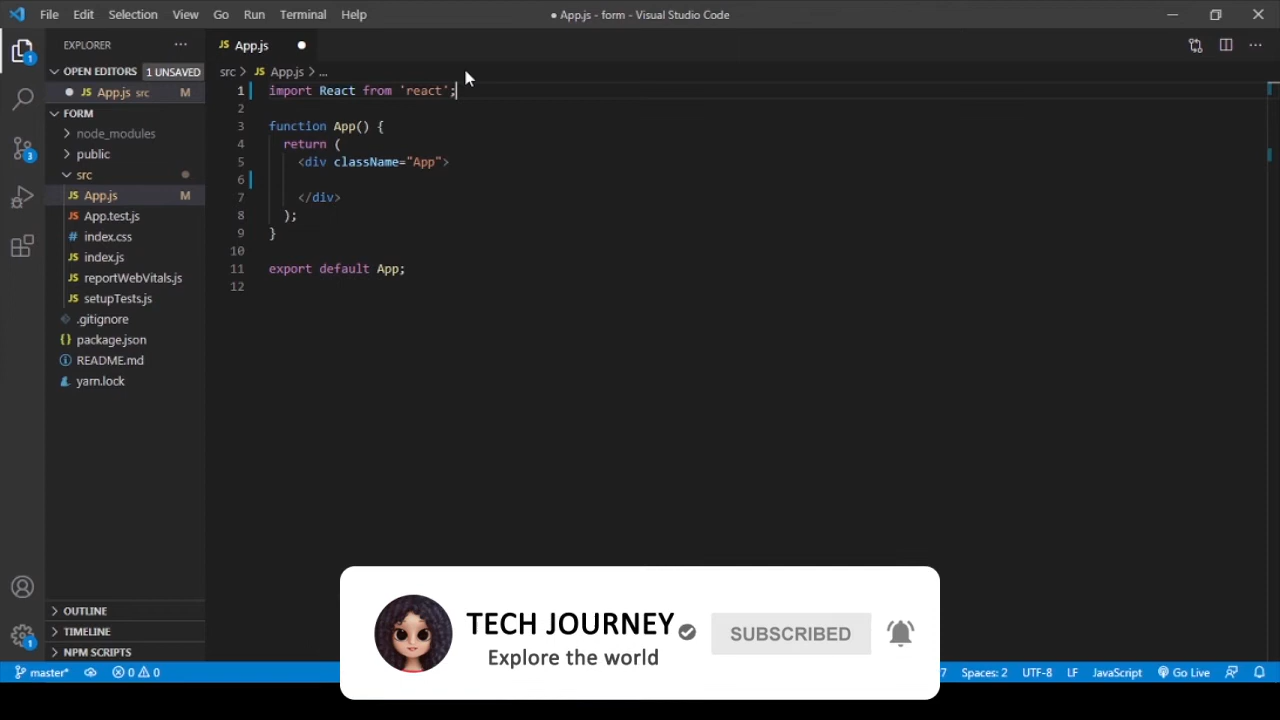 File Edit Selection View Go Run Terminal Help
● App.js - form - Visual Studio Code
EXPLORER ...
JS App.js ●
OPEN EDITORS 1 UNSAVED
● JS App.js src M
src > JS App.js > ...
FORM
node_modules
public
src
JS App.js M
JS App.test.js
# index.css
JS index.js
JS reportWebVitals.js
JS setupTests.js
.gitignore
{} package.json
README.md
yarn.lock
1 import React from 'react';
2
3 function App() {
4 return (
5 <div className="App">
6
7 </div>
8 );
9 }
10
11 export default App;
12
1
3
1
OUTLINE
TIMELINE
NPM SCRIPTS
TECH JOURNEY
Explore the world
SUBSCRIBED
master* 0 0
7 Spaces: 2 UTF-8 LF JavaScript Go Live